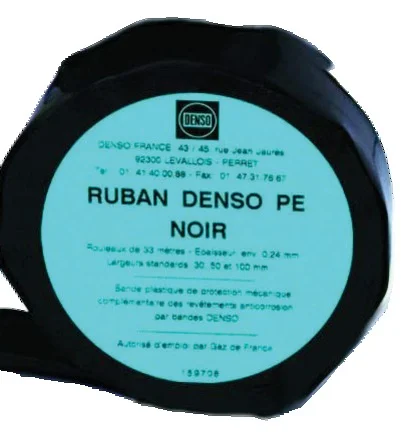 DENSO
DENSO FRANCE 43 / 45, rue Jean Jaurès
92300 LEVALLOIS - PERRET
Tel 01 41.40.00.88 - Fax 01 47.31.76.67
RUBAN DENSO PE
NOIR
Rouleaux de 33 mètres - Epaisseur env. 0,24 mm
Largeurs standards 30, 50 et 100 mm
Bande plastique de protection mécanique
complémentaire des revêtements anticorrosion
par bandes DENSO
Autorisé d'emploi par Gaz de France
159708